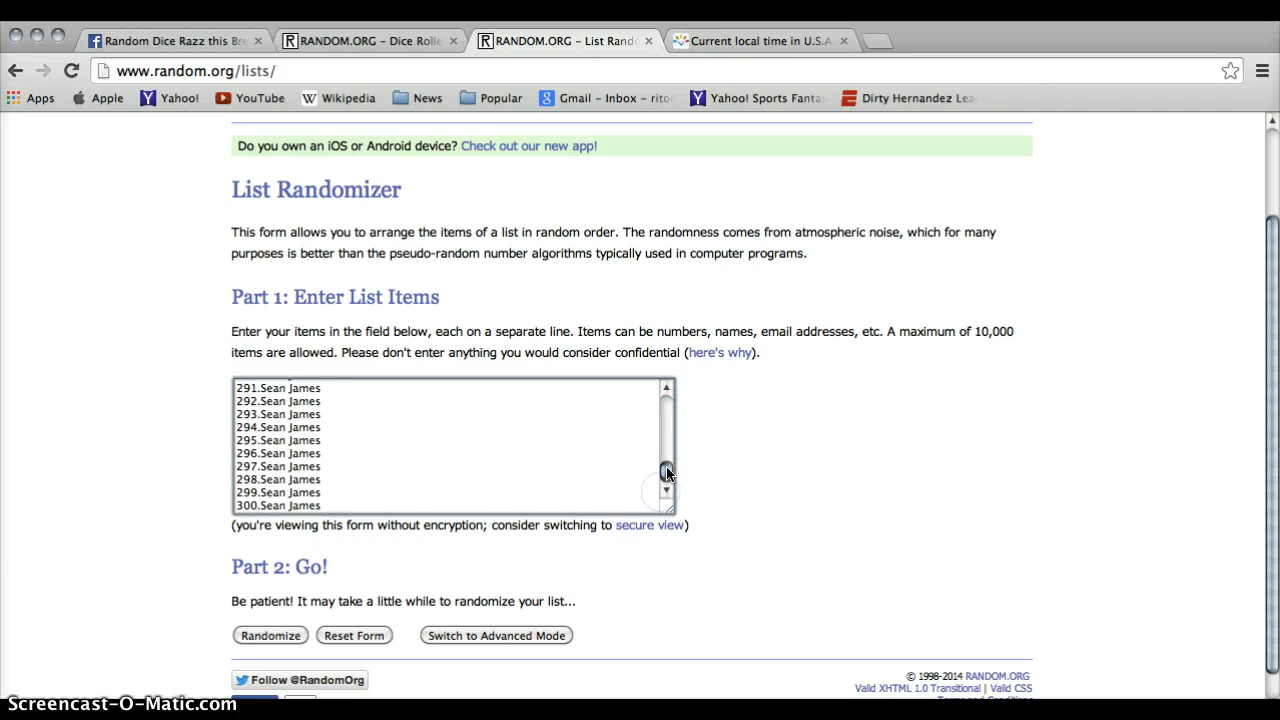 Random Dice Razz this Bre
RANDOM.ORG - Dice Rolle
RANDOM.ORG - List Rando
Current local time in U.S.A.
www.random.org/lists/
Apps
Apple
Yahoo!
YouTube
Wikipedia
News
Popular
Gmail - Inbox - rito
Yahoo! Sports Fanta
Dirty Hernandez Lea
Do you own an iOS or Android device? Check out our new app!
List Randomizer
This form allows you to arrange the items of a list in random order. The randomness comes from atmospheric noise, which for many
purposes is better than the pseudo-random number algorithms typically used in computer programs.
Part 1: Enter List Items
Enter your items in the field below, each on a separate line. Items can be numbers, names, email addresses, etc. A maximum of 10,000
items are allowed. Please don't enter anything you would consider confidential (here's why).
291.Sean James
292.Sean James
293.Sean James
294.Sean James
295.Sean James
296.Sean James
297.Sean James
298.Sean James
299.Sean James
300.Sean James
(you're viewing this form without encryption; consider switching to secure view)
Part 2: Go!
Be patient! It may take a little while to randomize your list...
Randomize
Reset Form
Switch to Advanced Mode
Follow @RandomOrg
© 1998-2014 RANDOM.ORG
Valid XHTML 1.0 Transitional | Valid CSS
Terms and Conditions
Screencast-O-Matic.com